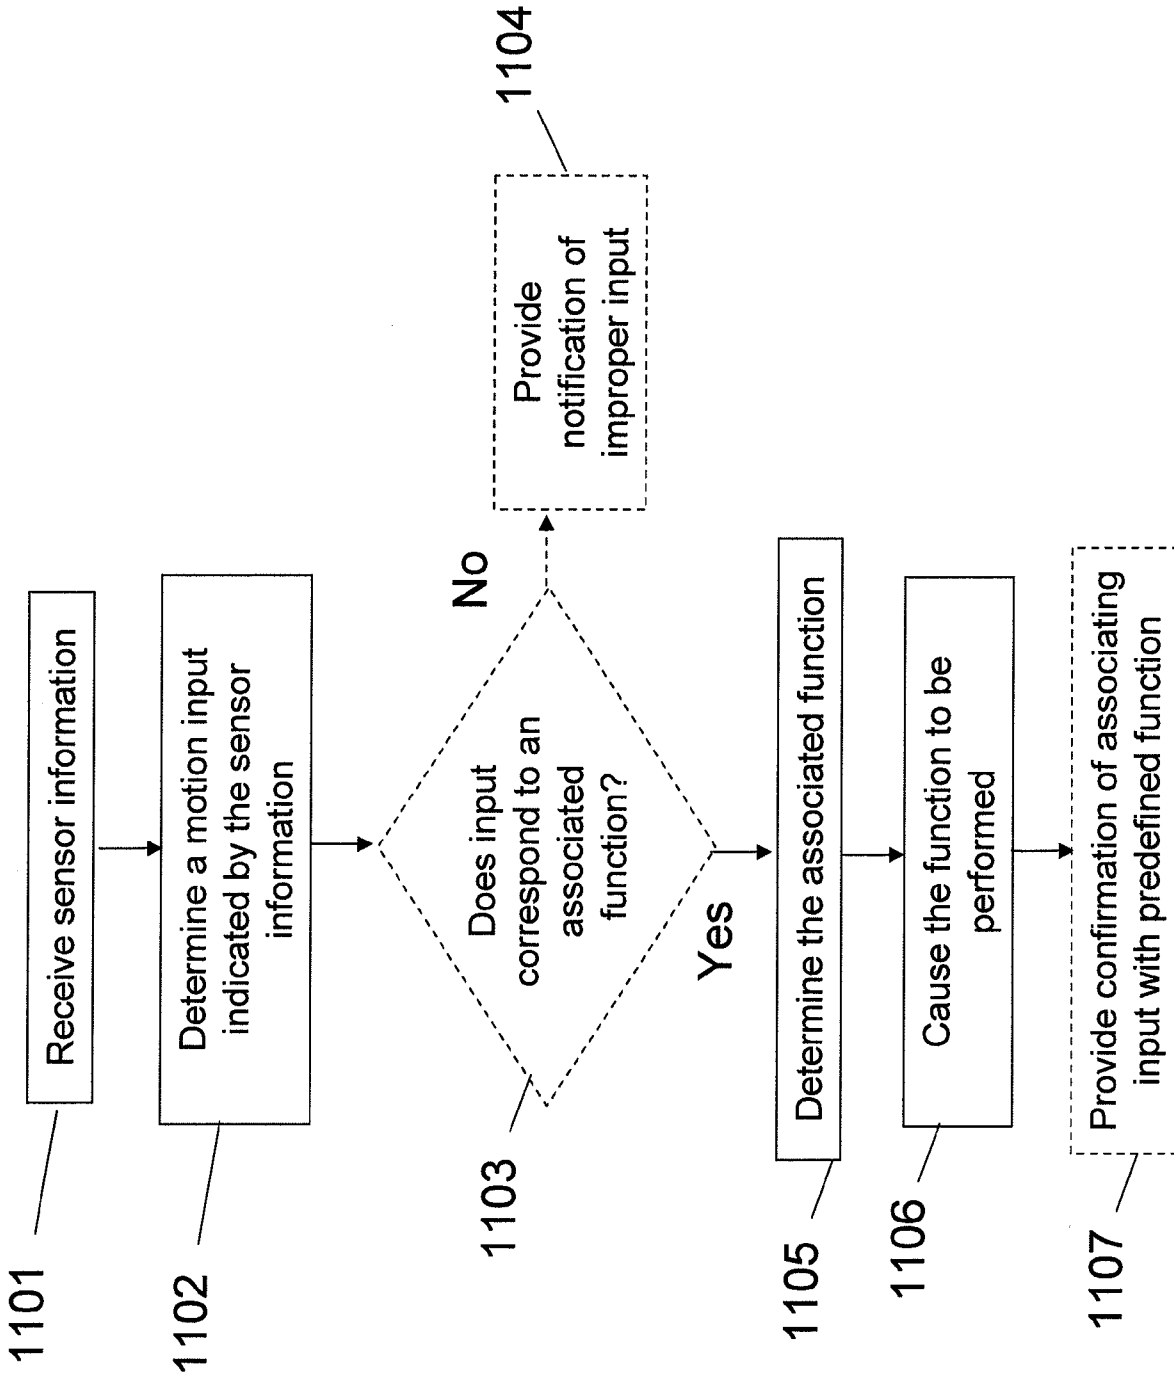 1101
Receive sensor information
1102
Determine a motion input
indicated by the sensor
information
1103
Does input
correspond to an
associated
function?
No
1104
Provide
notification of
improper input
Yes
1105
Determine the associated function
1106
Cause the function to be
performed
1107
Provide confirmation of associating
input with predefined function